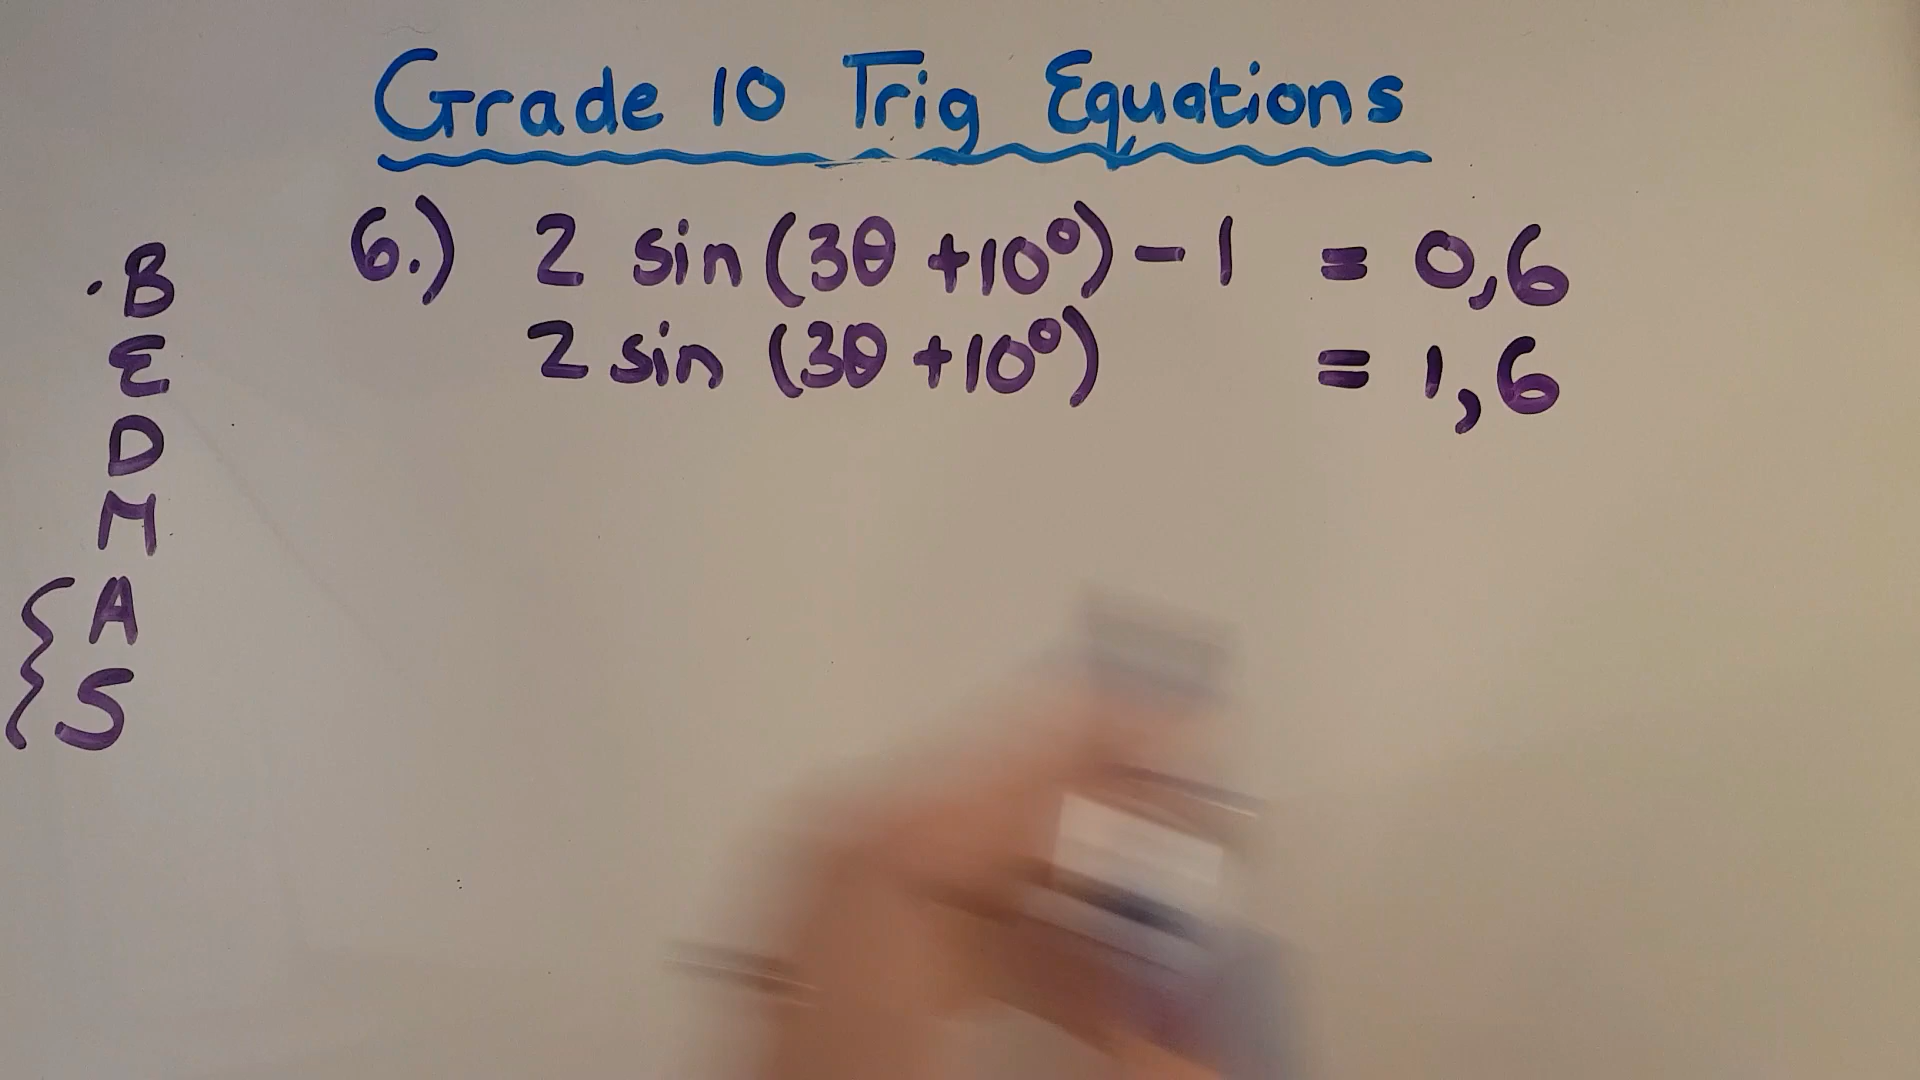 Grade 10 Trig Equations
6.) 2 sin(3θ +10°) - 1 = 0,6
2 sin (3θ +10°) = 1,6
·B
E
D
M
A
S